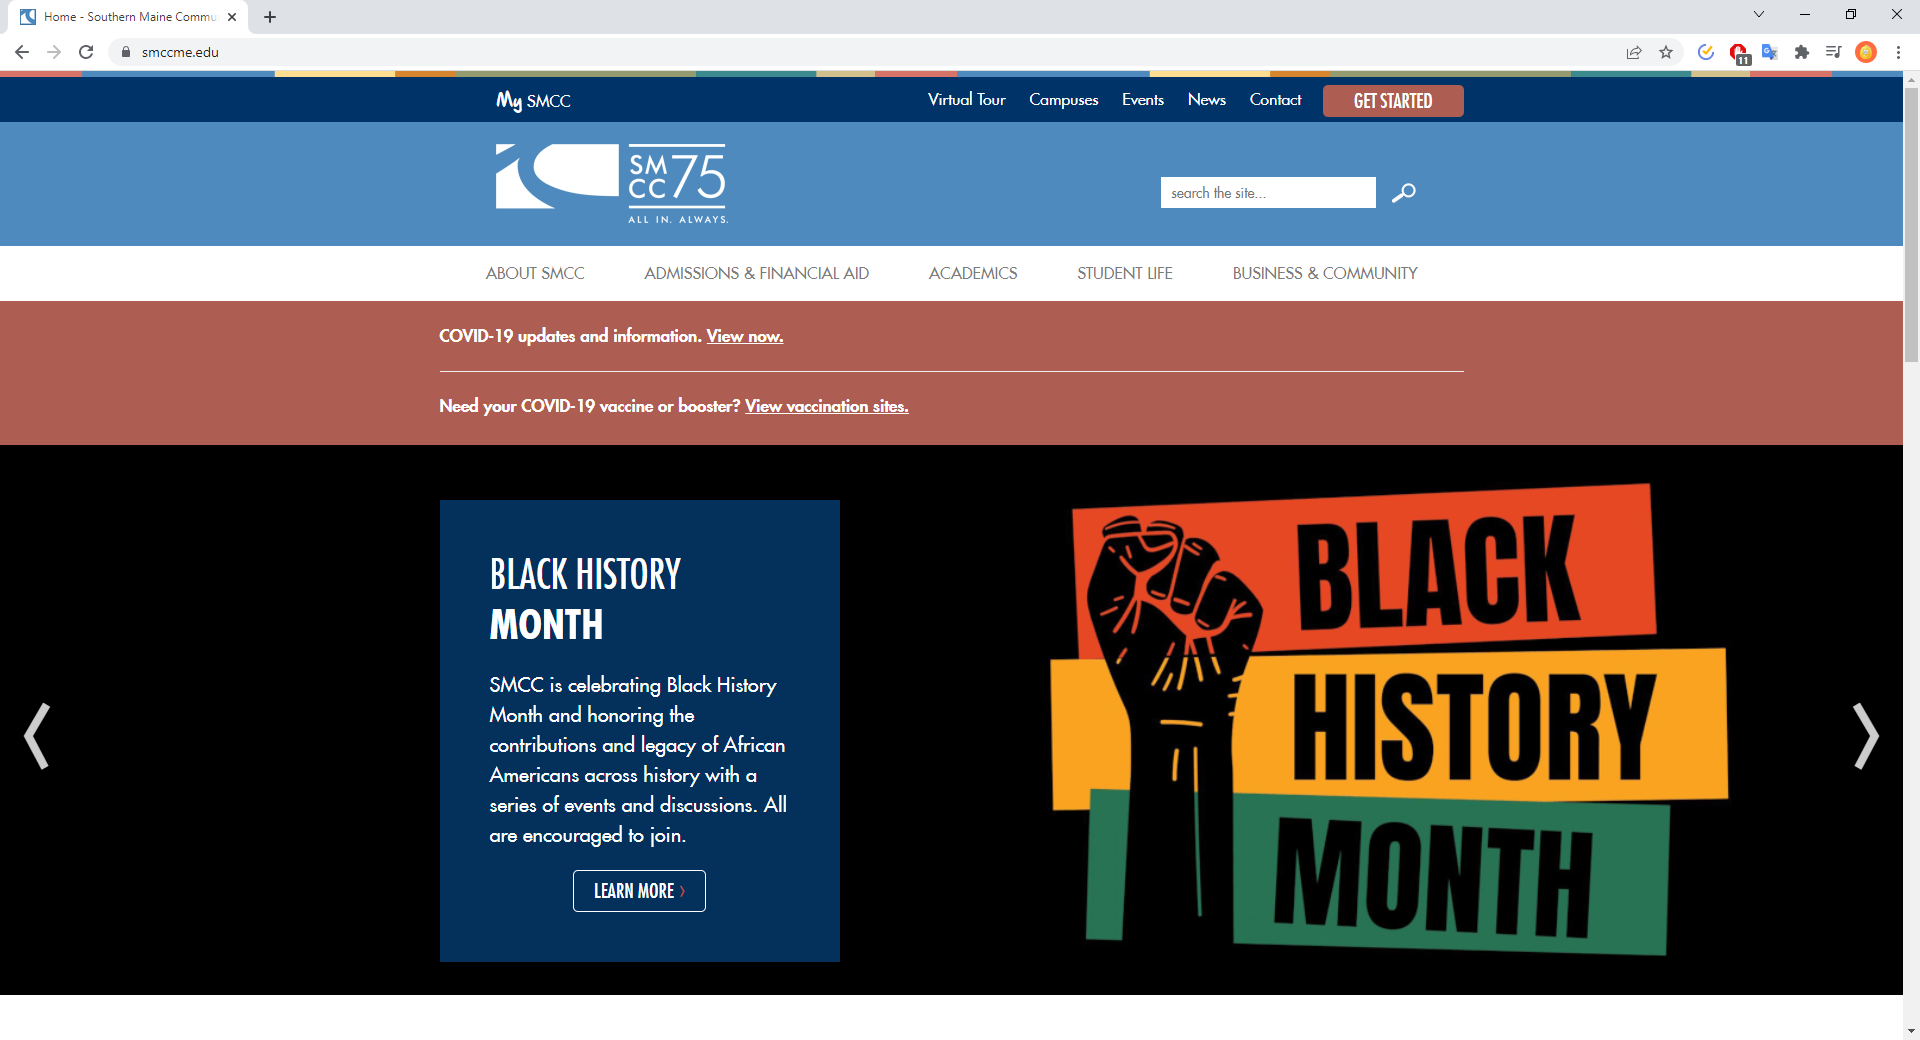 Home - Southern Maine Commu
smccme.edu
11
My SMCC
Virtual Tour
Campuses
Events
News
Contact
GET STARTED
SM
CC 75
ALL IN. ALWAYS.
search the site...
ABOUT SMCC
ADMISSIONS & FINANCIAL AID
ACADEMICS
STUDENT LIFE
BUSINESS & COMMUNITY
COVID-19 updates and information. View now.
Need your COVID-19 vaccine or booster? View vaccination sites.
BLACK HISTORY
MONTH
SMCC is celebrating Black History
Month and honoring the
contributions and legacy of African
Americans across history with a
series of events and discussions. All
are encouraged to join.
LEARN MORE ›
BLACK
HISTORY
MONTH